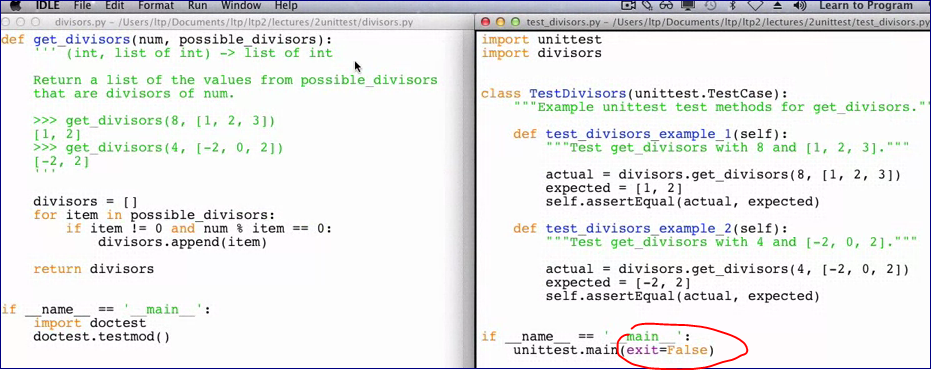 IDLE File Edit Format Run Window Help Learn to Program
divisors.py - /Users/ltp/Documents/ltp/ltp2/lectures/2unittest/divisors.py
def get_divisors(num, possible_divisors):
    ''' (int, list of int) -> list of int

    Return a list of the values from possible_divisors
    that are divisors of num.

    >>> get_divisors(8, [1, 2, 3])
    [1, 2]
    >>> get_divisors(4, [-2, 0, 2])
    [-2, 2]
    '''

    divisors = []
    for item in possible_divisors:
        if item != 0 and num % item == 0:
            divisors.append(item)

    return divisors

if __name__ == '__main__':
    import doctest
    doctest.testmod()
test_divisors.py - /Users/ltp/Documents/ltp/ltp2/lectures/2unittest/test_divisors.py
import unittest
import divisors

class TestDivisors(unittest.TestCase):
    """Example unittest test methods for get_divisors."""

    def test_divisors_example_1(self):
        """Test get_divisors with 8 and [1, 2, 3]."""

        actual = divisors.get_divisors(8, [1, 2, 3])
        expected = [1, 2]
        self.assertEqual(actual, expected)

    def test_divisors_example_2(self):
        """Test get_divisors with 4 and [-2, 0, 2]."""

        actual = divisors.get_divisors(4, [-2, 0, 2])
        expected = [-2, 2]
        self.assertEqual(actual, expected)

if __name__ == '__main__':
    unittest.main(exit=False)